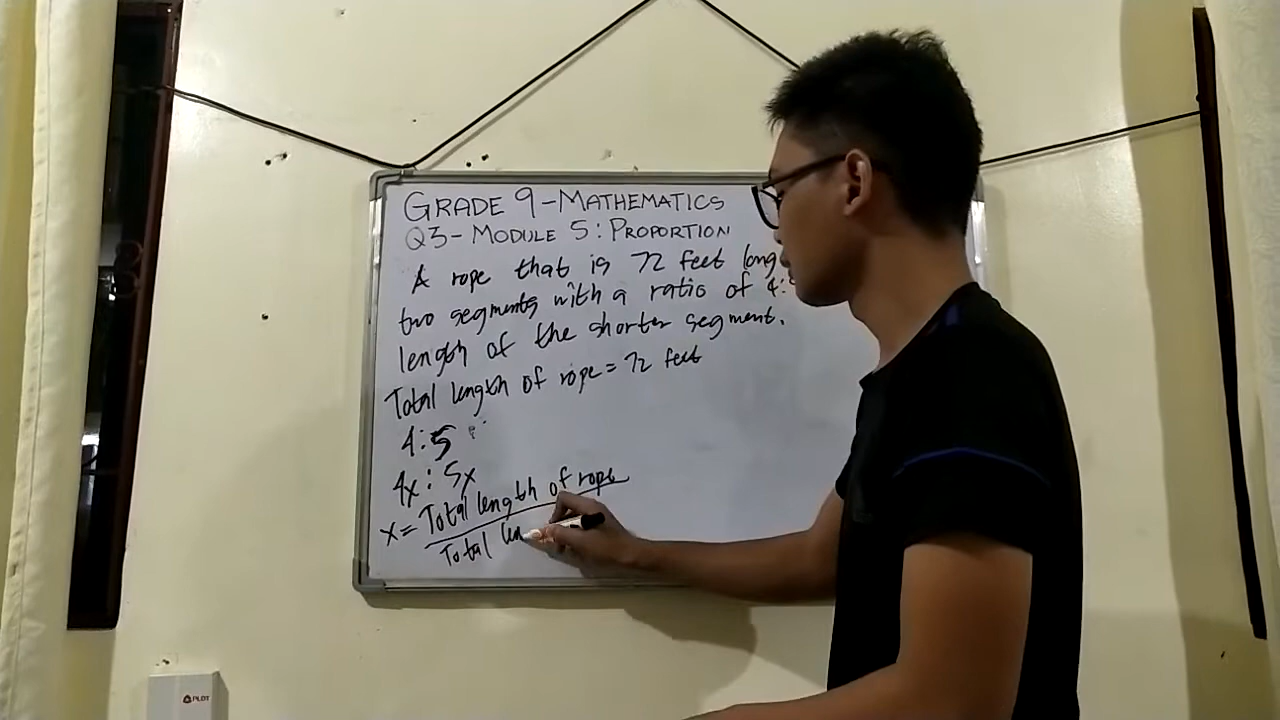 GRADE 9-MATHEMATICS
Q3-MODULE 5: PROPORTION
A rope that is 72 feet long
two segments with a ratio of 4:
length of the shorter segment.
Total length of rope = 72 feet
4:5
4x : 5x
x = Total length of rope
Total
PILOT